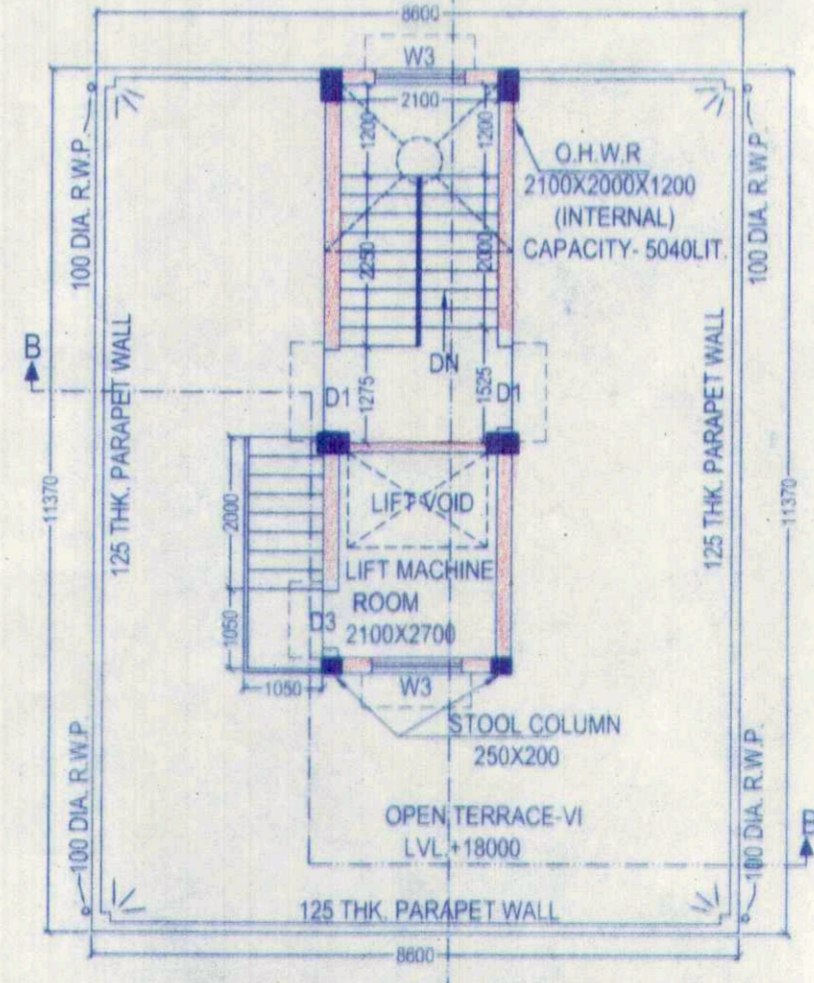 8600
W3
2100
1200
1200
100 DIA. R.W.P.
100 DIA. R.W.P.
O.H.W.R
2100X2000X1200
(INTERNAL)
CAPACITY- 5040LIT.
2250
2000
DN
B
D1
1275
1525
D1
125 THK. PARAPET WALL
125 THK. PARAPET WALL
11370
11370
2000
LIFT VOID
LIFT MACHINE
ROOM
2100X2700
D3
1050
1050
W3
STOOL COLUMN
250X200
100 DIA. R.W.P.
100 DIA. R.W.P.
OPEN TERRACE-VI
LVL.+18000
125 THK. PARAPET WALL
8600